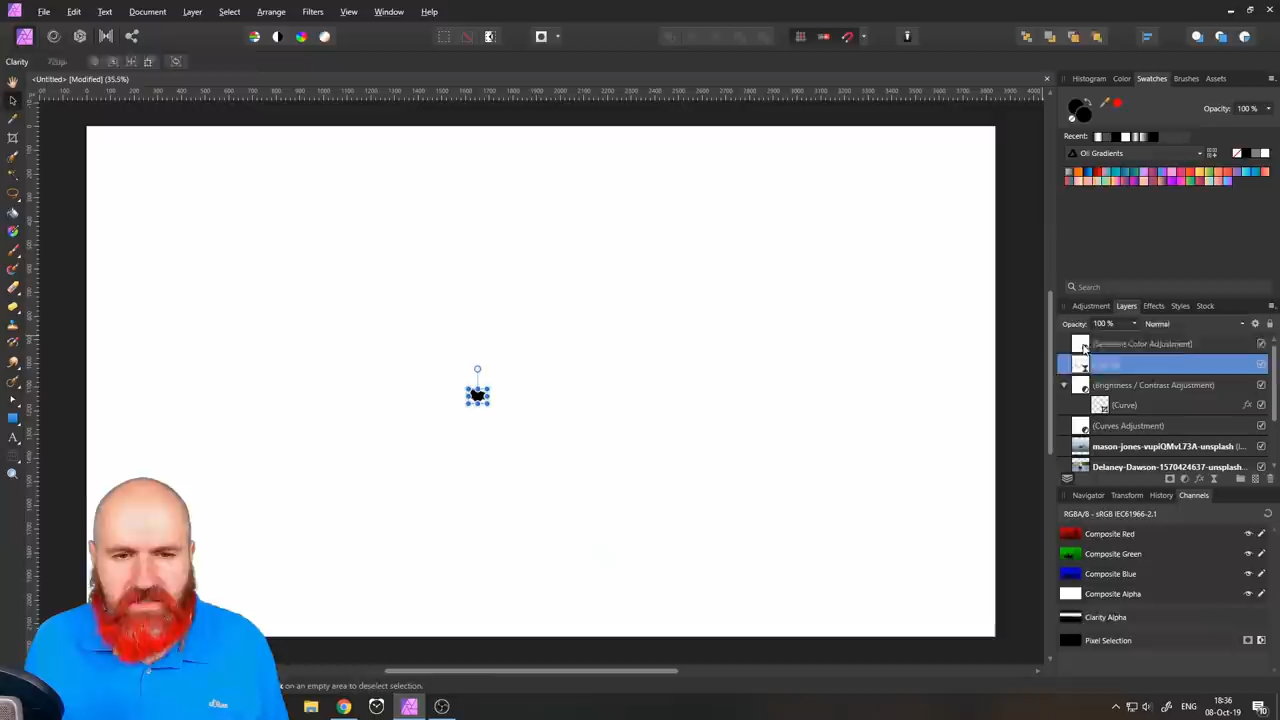 File Edit Text Document Layer Select Arrange Filters View Window Help
Clarity
<Untitled> [Modified] (35.5%)
Histogram Color Swatches Brushes Assets
Opacity: 100 %
Recent:
Oil Gradients
Search
Adjustment Layers Effects Styles Stock
Opacity: 100 % Normal
Color Adjustment)
(Brightness / Contrast Adjustment)
(Curve) fx
(Curves Adjustment)
mason-jones-vupiQMvL73A-unsplash
Delaney-Dawson-1570424637-unsplash...
Navigator Transform History Channels
RGBA/8 - sRGB IEC61966-2.1
Composite Red
Composite Green
Composite Blue
Composite Alpha
Clarity Alpha
Pixel Selection
on an empty area to deselect selection.
18:36
08-Oct-19